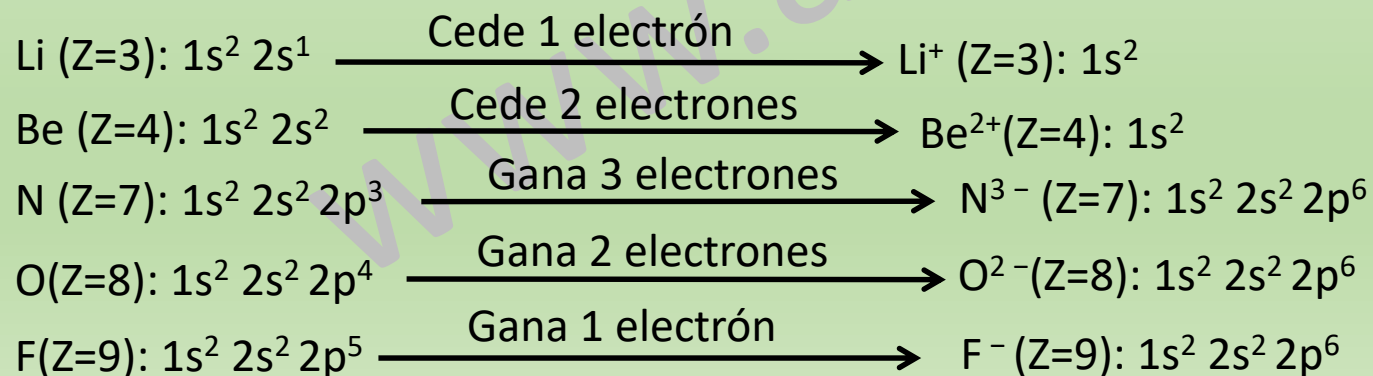 Li (Z=3): 1s² 2s¹ Cede 1 electrón Li⁺ (Z=3): 1s²
Be (Z=4): 1s² 2s² Cede 2 electrones Be²⁺(Z=4): 1s²
N (Z=7): 1s² 2s² 2p³ Gana 3 electrones N³⁻ (Z=7): 1s² 2s² 2p⁶
O(Z=8): 1s² 2s² 2p⁴ Gana 2 electrones O²⁻(Z=8): 1s² 2s² 2p⁶
F(Z=9): 1s² 2s² 2p⁵ Gana 1 electrón F⁻ (Z=9): 1s² 2s² 2p⁶
www.